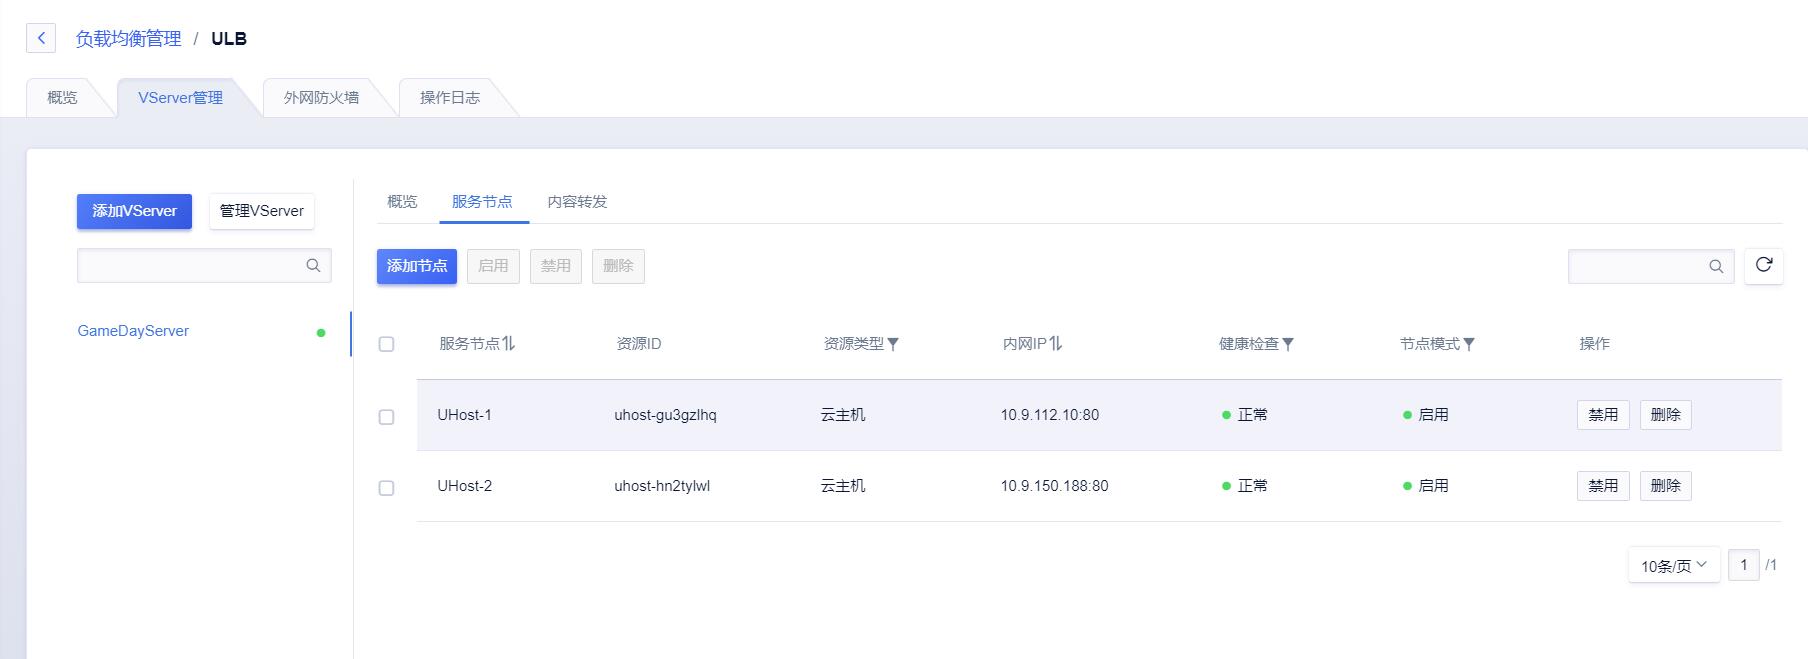 负载均衡管理 / ULB
概览 VServer管理 外网防火墙 操作日志
添加VServer 管理VServer
GameDayServer
概览 服务节点 内容转发
添加节点 启用 禁用 删除
服务节点 资源ID 资源类型 内网IP 健康检查 节点模式 操作
UHost-1 uhost-gu3gzlhq 云主机 10.9.112.10:80 正常 启用 禁用 删除
UHost-2 uhost-hn2tylwl 云主机 10.9.150.188:80 正常 启用 禁用 删除
10条/页 1 /1